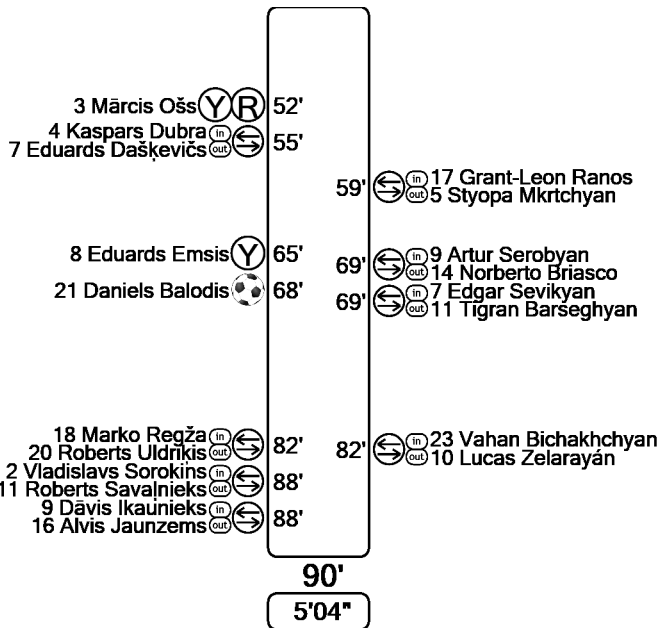 3 Mārcis Ošs Y R 52'
4 Kaspars Dubra in
7 Eduards Dašķevičs out 55'
59' in 17 Grant-Leon Ranos
out 5 Styopa Mkrtchyan
8 Eduards Emsis Y 65'
69' in 9 Artur Serobyan
out 14 Norberto Briasco
21 Daniels Balodis 68'
69' in 7 Edgar Sevikyan
out 11 Tigran Barseghyan
18 Marko Regža in
20 Roberts Uldriķis out 82'
82' in 23 Vahan Bichakhchyan
out 10 Lucas Zelarayán
2 Vladislavs Sorokins in
11 Roberts Savaļnieks out 88'
9 Dāvis Ikaunieks in
16 Alvis Jaunzems out 88'
90'
5'04"